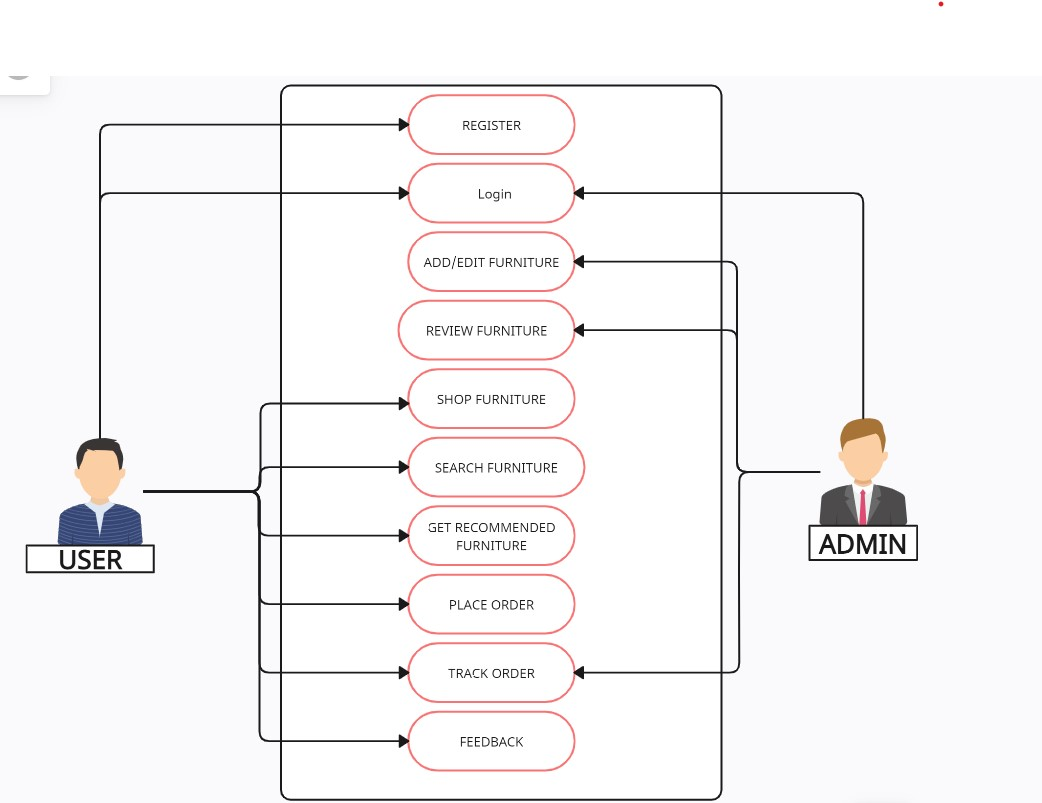 REGISTER
Login
ADD/EDIT FURNITURE
REVIEW FURNITURE
SHOP FURNITURE
SEARCH FURNITURE
GET RECOMMENDED
FURNITURE
PLACE ORDER
TRACK ORDER
FEEDBACK
USER
ADMIN